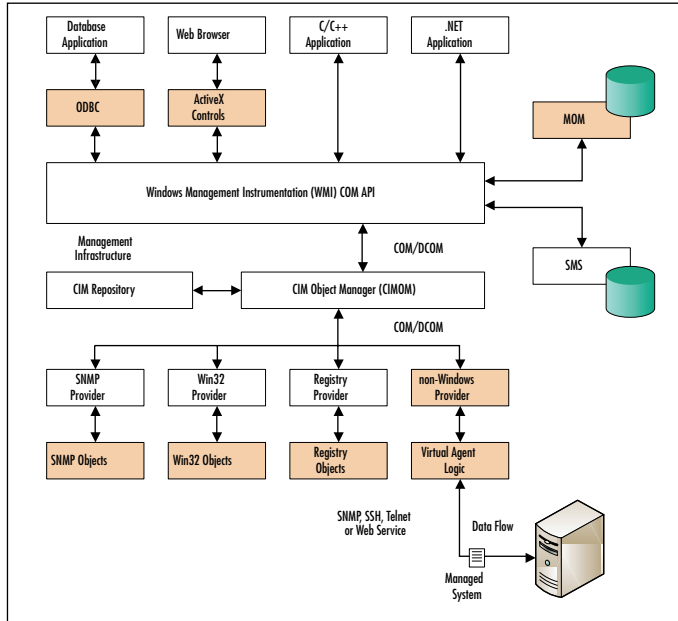 Database
Application
Web Browser
C/C++
Application
.NET
Application
ODBC
ActiveX
Controls
MOM
Windows Management Instrumentation (WMI) COM API
Management
Infrastructure
COM/DCOM
SMS
CIM Repository
CIM Object Manager (CIMOM)
COM/DCOM
SNMP
Provider
Win32
Provider
Registry
Provider
non-Windows
Provider
SNMP Objects
Win32 Objects
Registry
Objects
Virtual Agent
Logic
SNMP, SSH, Telnet
or Web Service
Data Flow
Managed
System